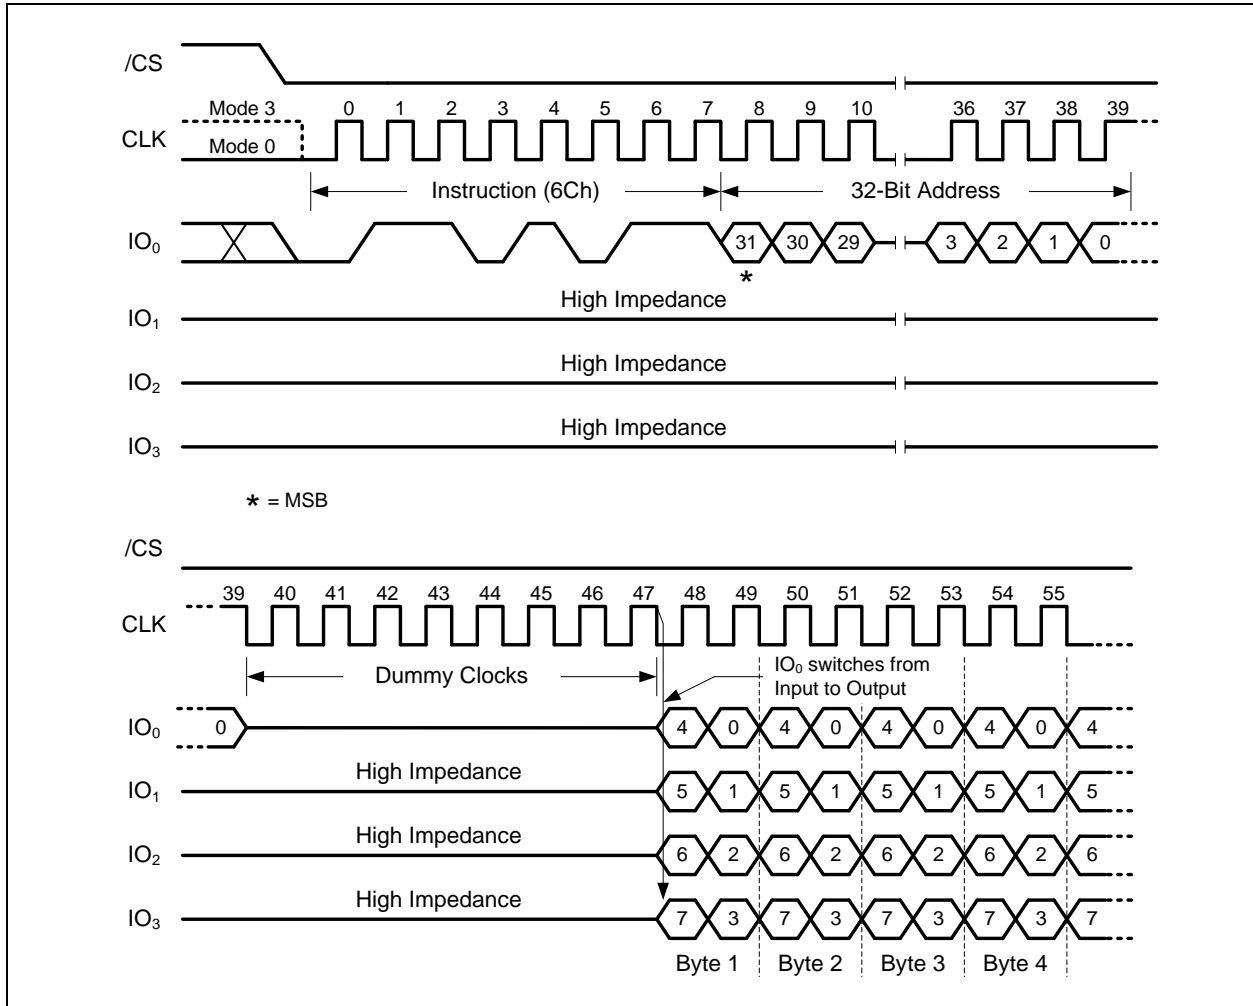 /CS
Mode 3 0 1 2 3 4 5 6 7 8 9 10 36 37 38 39
CLK
Mode 0
Instruction (6Ch) 32-Bit Address
IO0 31 30 29 3 2 1 0
*
High Impedance
IO1
High Impedance
IO2
High Impedance
IO3
* = MSB
/CS
39 40 41 42 43 44 45 46 47 48 49 50 51 52 53 54 55
CLK
Dummy Clocks
IO0 switches from
Input to Output
IO0 0 4 0 4 0 4 0 4 0 4
High Impedance
IO1 5 1 5 1 5 1 5 1 5
High Impedance
IO2 6 2 6 2 6 2 6 2 6
High Impedance
IO3 7 3 7 3 7 3 7 3 7
Byte 1 Byte 2 Byte 3 Byte 4